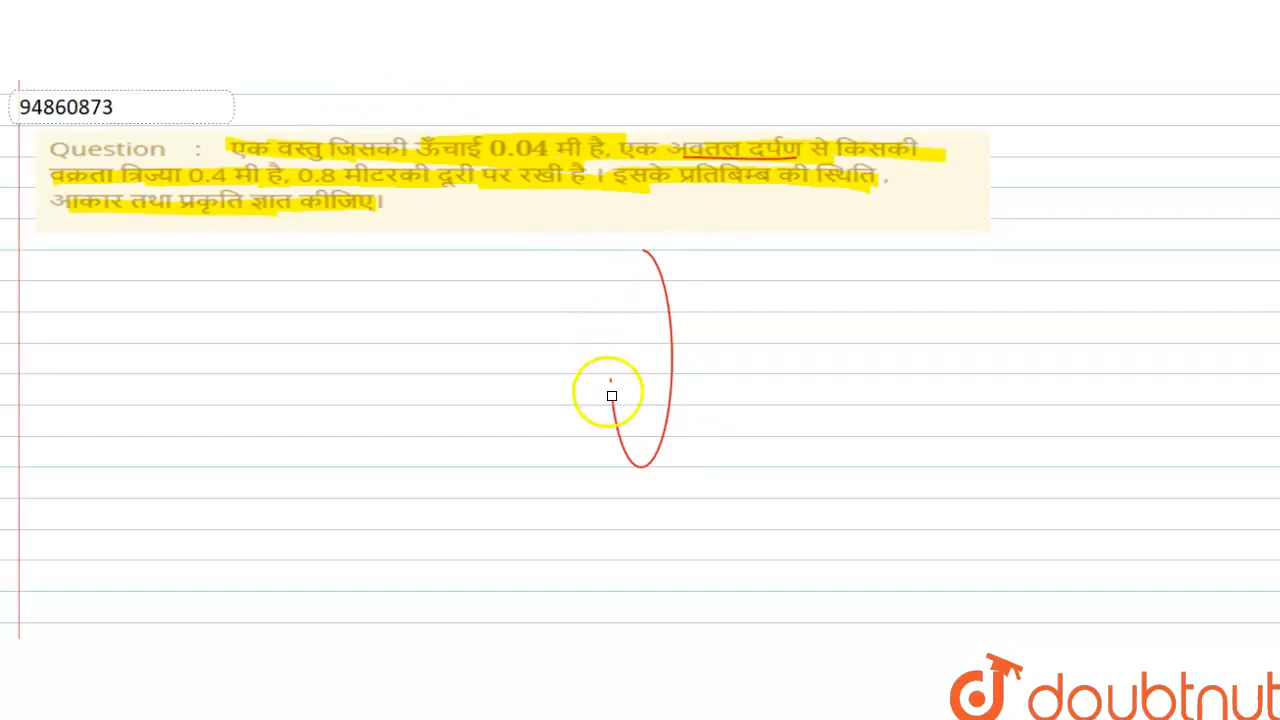 94860873
Question : एक वस्तु जिसकी ऊँचाई 0.04 मी है, एक अवतल दर्पण से किसकी
वक्रता त्रिज्या 0.4 मी है, 0.8 मीटरकी दूरी पर रखी है । इसके प्रतिबिम्ब की स्थिति ,
आकार तथा प्रकृति ज्ञात कीजिए।
doubtnut